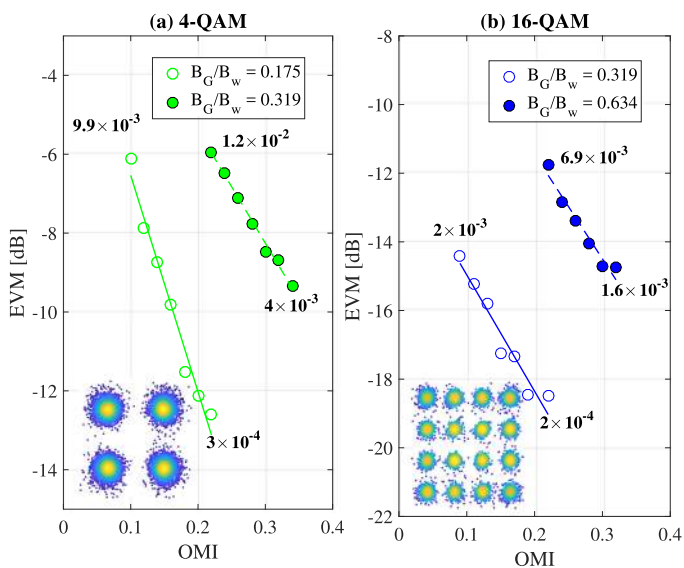 (a) 4-QAM
EVM [dB]
-4
-6
-8
-10
-12
-14
B_G/B_w = 0.175
B_G/B_w = 0.319
9.9 × 10^-3
1.2 × 10^-2
4 × 10^-3
3 × 10^-4
0 0.1 0.2 0.3 0.4
OMI
(b) 16-QAM
EVM [dB]
-8
-10
-12
-14
-16
-18
-20
-22
B_G/B_w = 0.319
B_G/B_w = 0.634
6.9 × 10^-3
2 × 10^-3
1.6 × 10^-3
2 × 10^-4
0 0.1 0.2 0.3 0.4
OMI